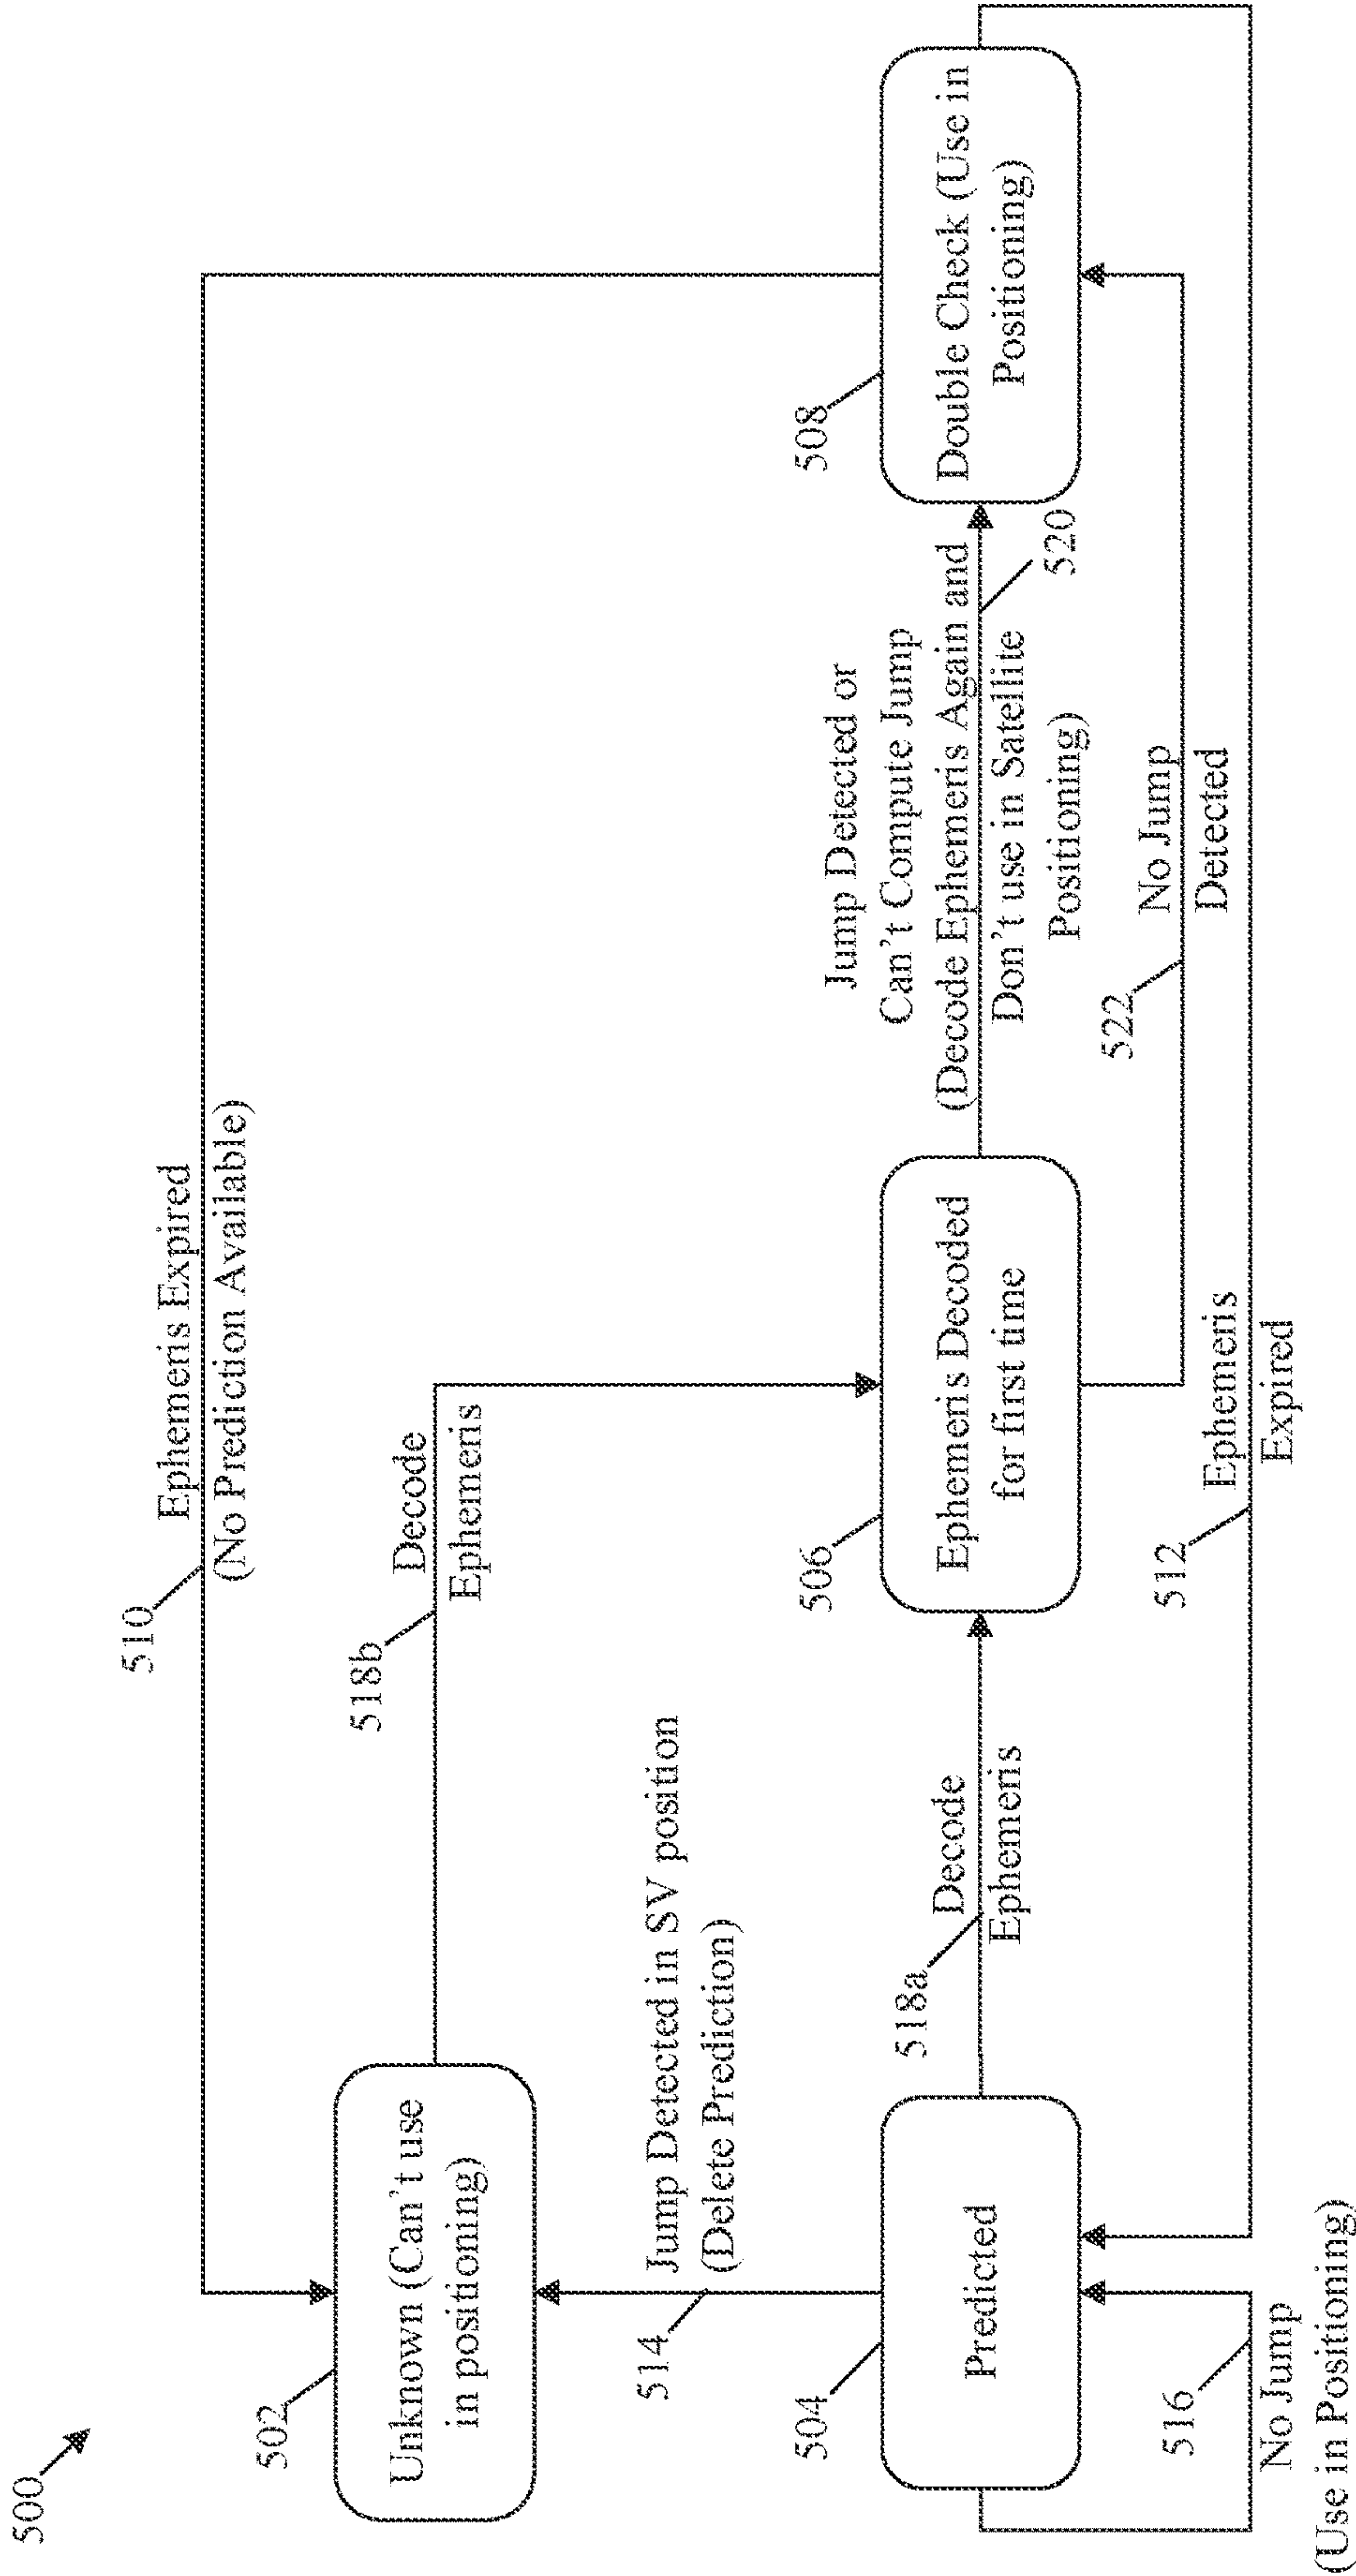 500
510
Ephemeris Expired
(No Prediction Available)
502
Unknown (Can't use
in positioning)
518b
Decode
Ephemeris
514
Jump Detected in SV position
(Delete Prediction)
504
Predicted
518a
Decode
Ephemeris
506
Ephemeris Decoded
for first time
Jump Detected or
Can't Compute Jump
(Decode Ephemeris Again and
Don't use in Satellite
Positioning)
520
508
Double Check (Use in
Positioning)
522
No Jump
Detected
512
Ephemeris
Expired
516
No Jump
(Use in Positioning)